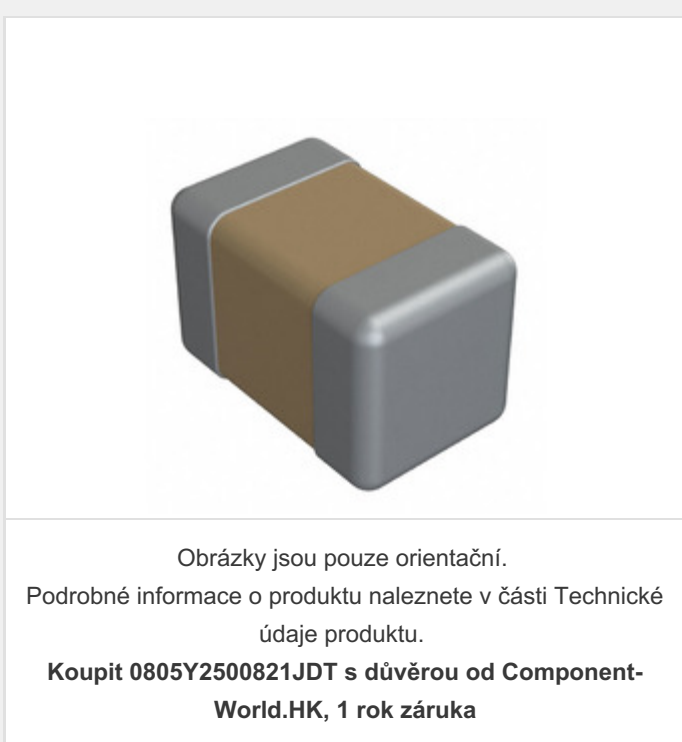 Obrázky jsou pouze orientační.
Podrobné informace o produktu naleznete v části Technické
údaje produktu.
Koupit 0805Y2500821JDT s důvěrou od Component-
World.HK, 1 rok záruka